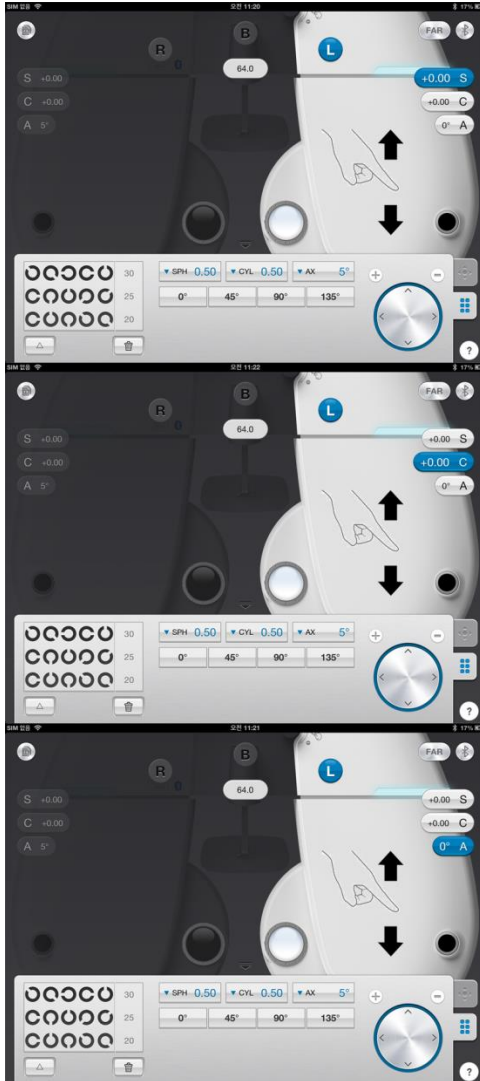 SIM 없음 오전 11:20 17%
B FAR
R L
64.0
S +0.00 +0.00 S
C +0.00 +0.00 C
A 5° 0° A
30 SPH 0.50 CYL 0.50 AX 5°
25 0° 45° 90° 135°
20
?
SIM 없음 오전 11:22 17%
B FAR
R L
64.0
S +0.00 +0.00 S
C +0.00 +0.00 C
A 5° 0° A
30 SPH 0.50 CYL 0.50 AX 5°
25 0° 45° 90° 135°
20
?
SIM 없음 오전 11:21 17%
B FAR
R L
64.0
S +0.00 +0.00 S
C +0.00 +0.00 C
A 5° 0° A
30 SPH 0.50 CYL 0.50 AX 5°
25 0° 45° 90° 135°
20
?